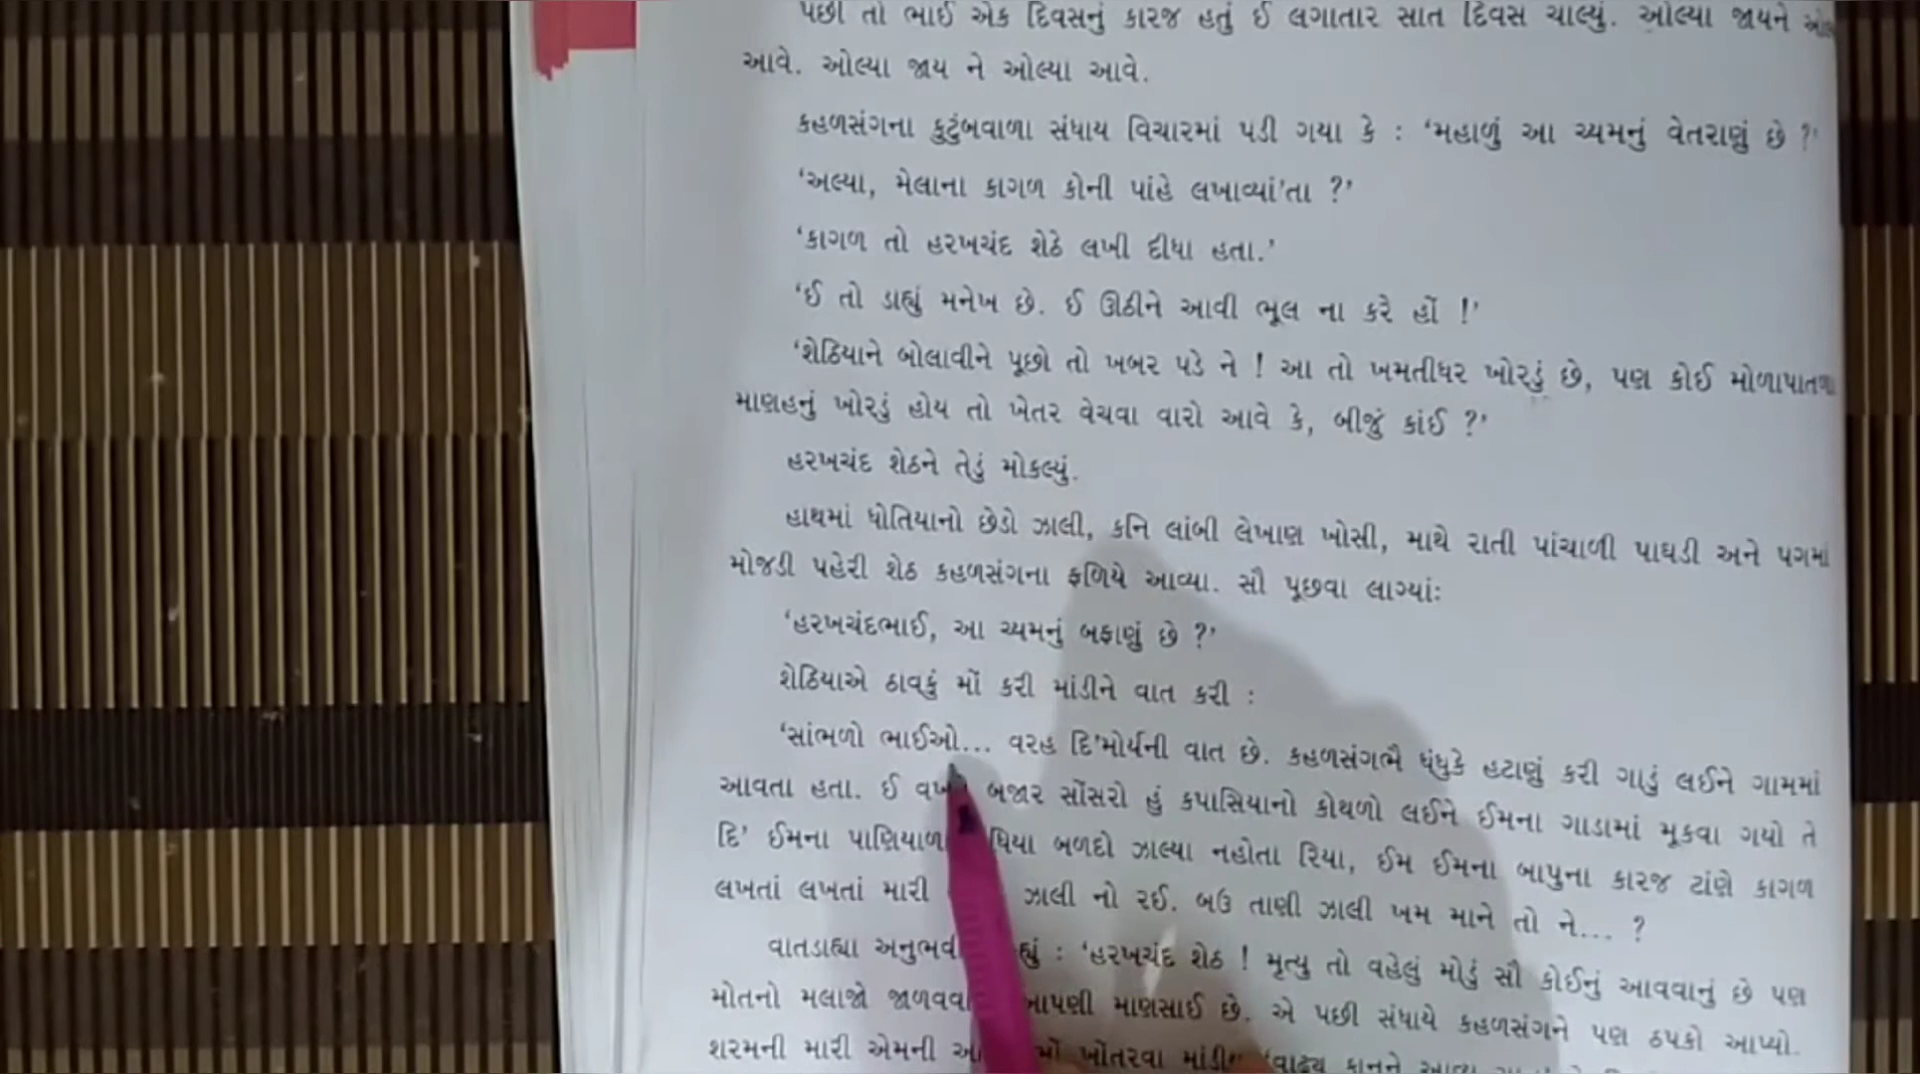 પછી તો ભાઈ એક દિવસનું કારજ હતું ઈ લગાતાર સાત દિવસ ચાલ્યું. ઓલ્યા જાયને
આવે. ઓલ્યા જાય ને ઓલ્યા આવે.
કહળસંગના કુટુંબવાળા સંધાય વિચારમાં પડી ગયા કે : ‘મહાળું આ ચ્યમનું વેતરાણું છે ?’
‘અલ્યા, મેલાના કાગળ કોની પાંહે લખાવ્યાં’તા ?’
‘કાગળ તો હરખચંદ શેઠે લખી દીધા હતા.’
‘ઈ તો ડાહ્યું મનેખ છે. ઈ ઊઠીને આવી ભૂલ ના કરે હોં !’
‘શેઠિયાને બોલાવીને પૂછો તો ખબર પડે ને ! આ તો ખમતીધર ખોરડું છે, પણ કોઈ મોળાપાતળા
માણહનું ખોરડું હોય તો ખેતર વેચવા વારો આવે કે, બીજું કાંઈ ?’
હરખચંદ શેઠને તેડું મોકલ્યું.
હાથમાં ધોતિયાનો છેડો ઝાલી, કનિ લાંબી લેખાણ ખોસી, માથે રાતી પાંચાળી પાઘડી અને પગમાં
મોજડી પહેરી શેઠ કહળસંગના ફળિયે આવ્યા. સૌ પૂછવા લાગ્યાંઃ
‘હરખચંદભાઈ, આ ચ્યમનું બફાણું છે ?’
શેઠિયાએ ઠાવકું મોં કરી માંડીને વાત કરી :
‘સાંભળો ભાઈઓ... વરહ દિ’મોર્યની વાત છે. કહળસંગભૈ ધંધુકે હટાણું કરી ગાડું લઈને ગામમાં
આવતા હતા. ઈ બજાર સોંસરો હું કપાસિયાનો કોથળો લઈને ઈમના ગાડામાં મૂકવા ગયો તે
દિ’ ઈમના બળદો ઝાલ્યા નહોતા રિયા, ઈમ ઈમના બાપુના કારજ ટાંણે કાગળ
લખતાં લખતાં મારી ઝાલી નો રઈ. બઉ તાણી ઝાલી ખમ માને તો ને... ?
વાતડાહ્યા : ‘હરખચંદ શેઠ ! મૃત્યુ તો વહેલું મોડું સૌ કોઈનું આવવાનું છે પણ
મોતનો મલાજો આપણી માણસાઈ છે. એ પછી સંધાયે કહળસંગને પણ ઠપકો આપ્યો.
શરમની મારી એમની ખોતરવા